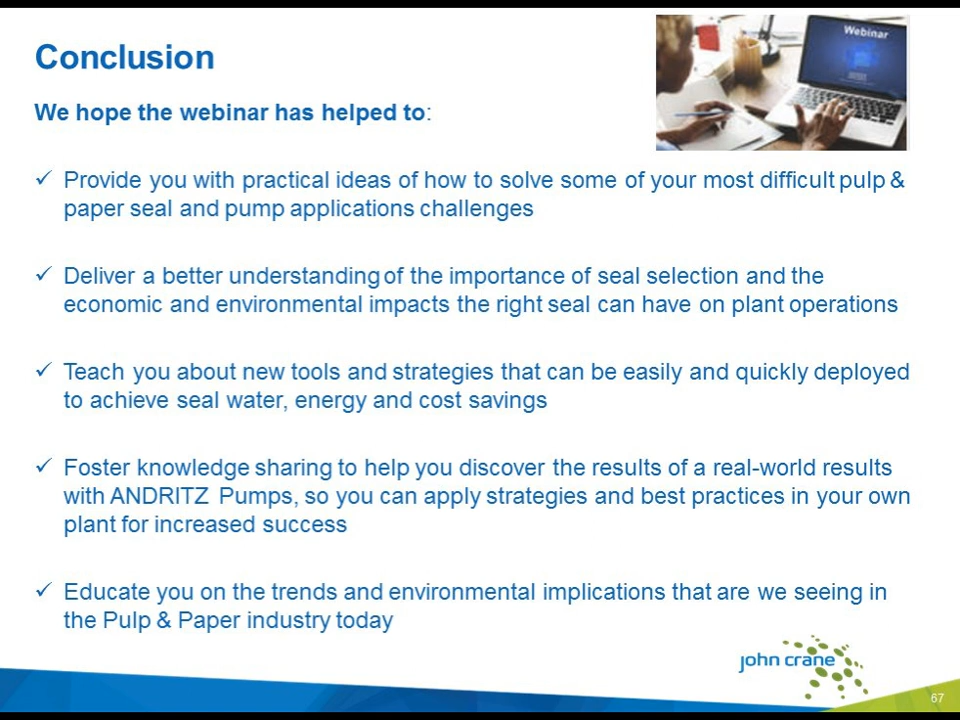 Conclusion
Webinar
We hope the webinar has helped to:
✓ Provide you with practical ideas of how to solve some of your most difficult pulp &
paper seal and pump applications challenges
✓ Deliver a better understanding of the importance of seal selection and the
economic and environmental impacts the right seal can have on plant operations
✓ Teach you about new tools and strategies that can be easily and quickly deployed
to achieve seal water, energy and cost savings
✓ Foster knowledge sharing to help you discover the results of a real-world results
with ANDRITZ Pumps, so you can apply strategies and best practices in your own
plant for increased success
✓ Educate you on the trends and environmental implications that are we seeing in
the Pulp & Paper industry today
john crane
67